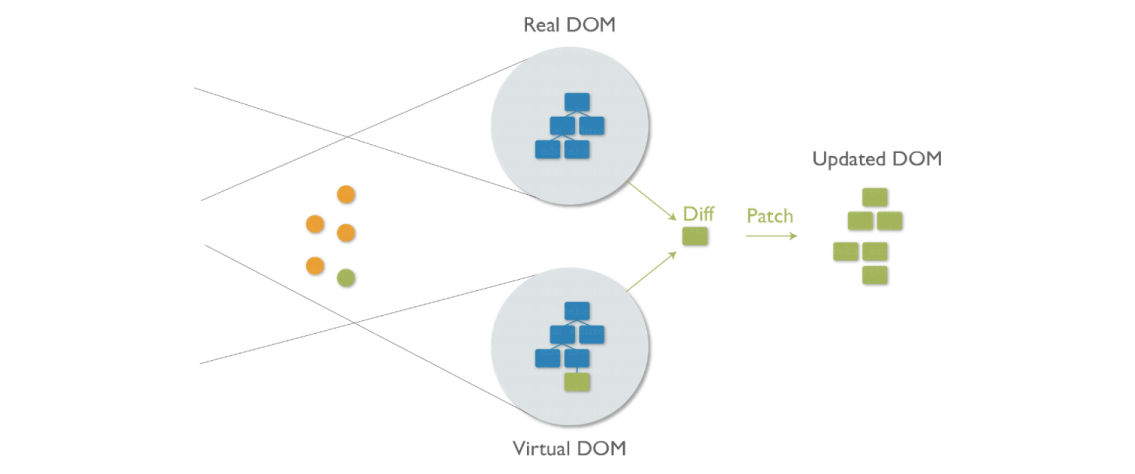 Real DOM
Updated DOM
Diff
Patch
Virtual DOM